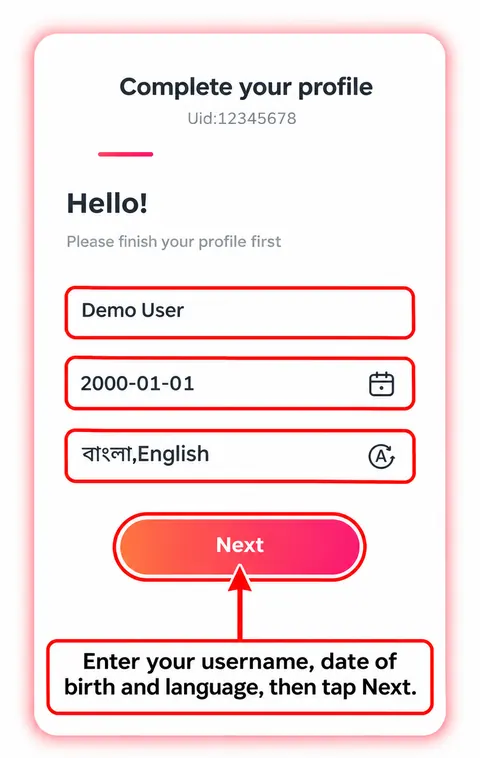 Complete your profile
Uid:12345678
Hello!
Please finish your profile first
Demo User
2000-01-01
বাংলা,English
A
Next
Enter your username, date of
birth and language, then tap Next.